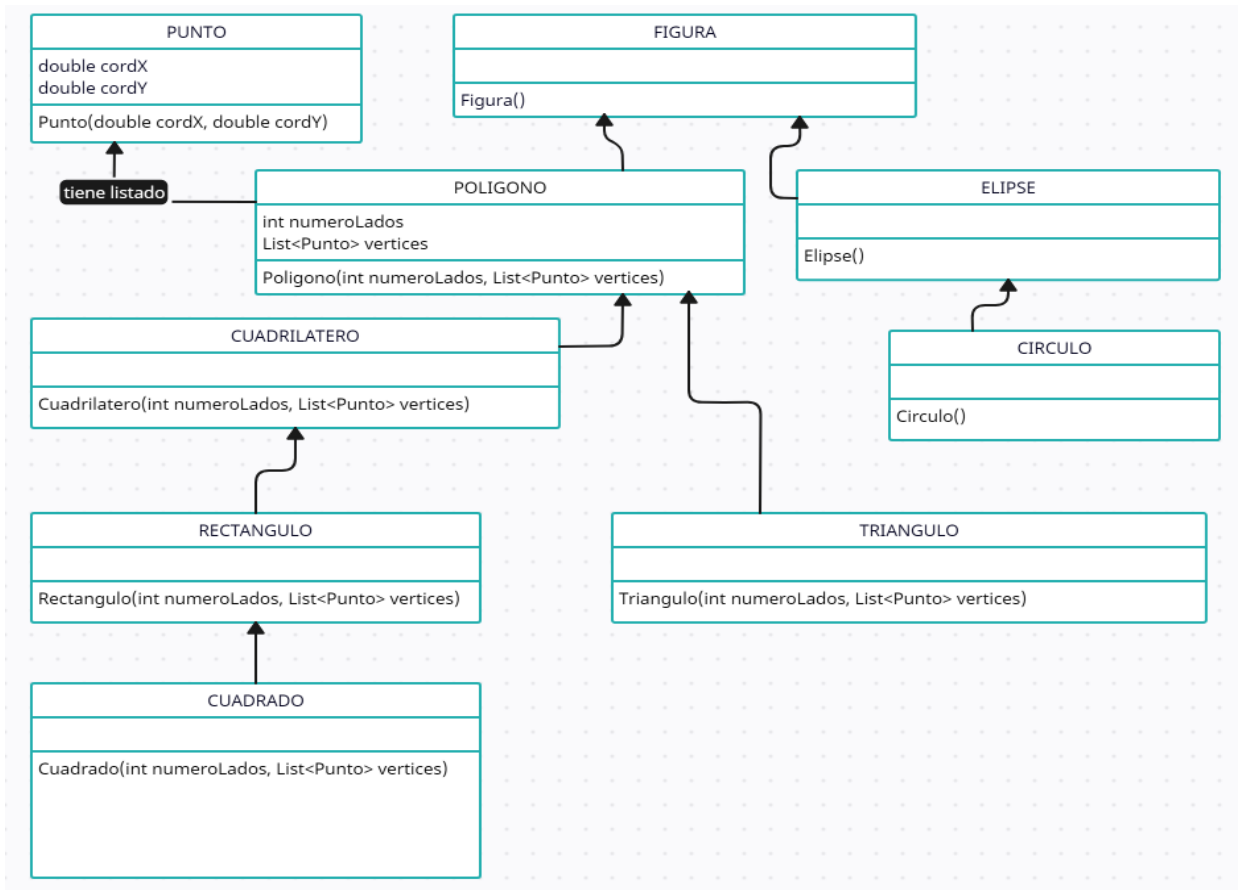 PUNTO
double cordX
double cordY
Punto(double cordX, double cordY)
FIGURA
Figura()
tiene listado
POLIGONO
int numeroLados
List<Punto> vertices
Poligono(int numeroLados, List<Punto> vertices)
ELIPSE
Elipse()
CUADRILATERO
Cuadrilatero(int numeroLados, List<Punto> vertices)
CIRCULO
Circulo()
RECTANGULO
Rectangulo(int numeroLados, List<Punto> vertices)
TRIANGULO
Triangulo(int numeroLados, List<Punto> vertices)
CUADRADO
Cuadrado(int numeroLados, List<Punto> vertices)